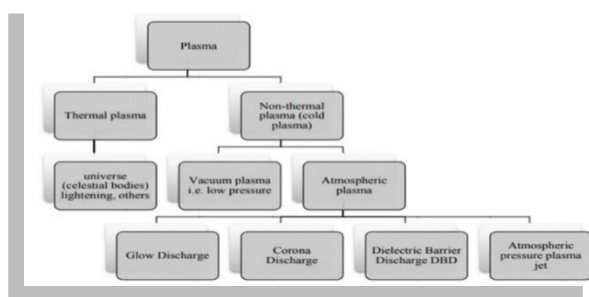 Plasma
Thermal plasma
Non-thermal
plasma (cold
plasma)
universe
(celestial bodies)
lightening, others
Vacuum plasma
i.e. low pressure
Atmospheric
plasma
Glow Discharge
Corona
Discharge
Dielectric Barrier
Discharge DBD
Atmospheric
pressure plasma
jet